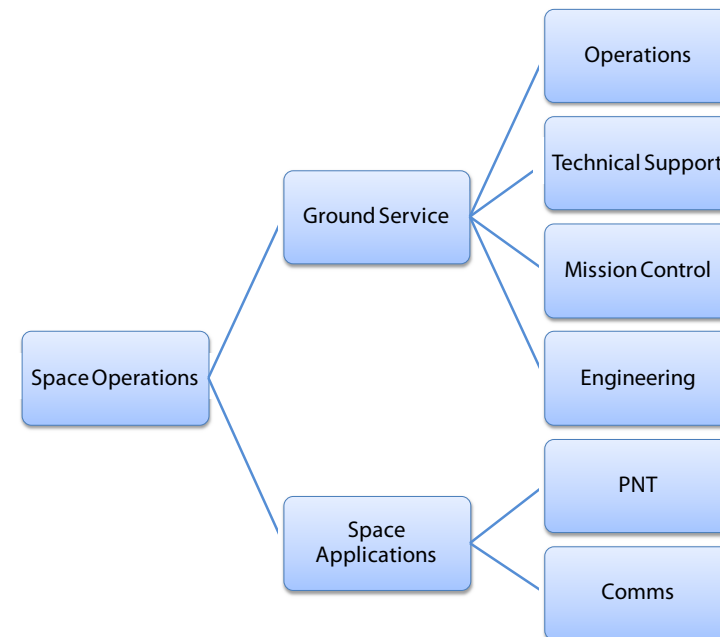 Operations
Technical Support
Ground Service
Mission Control
Space Operations
Engineering
PNT
Space
Applications
Comms